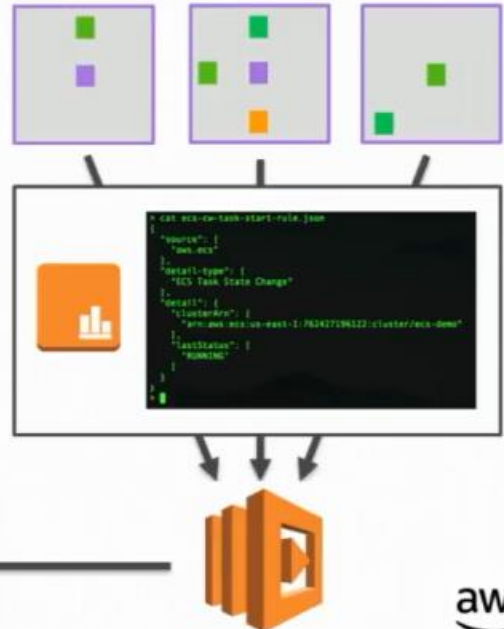 > cat ecs-cw-task-start-rule.json
{
"source": [
"aws.ecs"
],
"detail-type": [
"ECS Task State Change"
],
"detail": {
"clusterArn": [
"arn:aws:ecs:us-east-1:762427196122:cluster/ecs-demo"
],
"lastStatus": [
"RUNNING"
]
}
}
>
aw